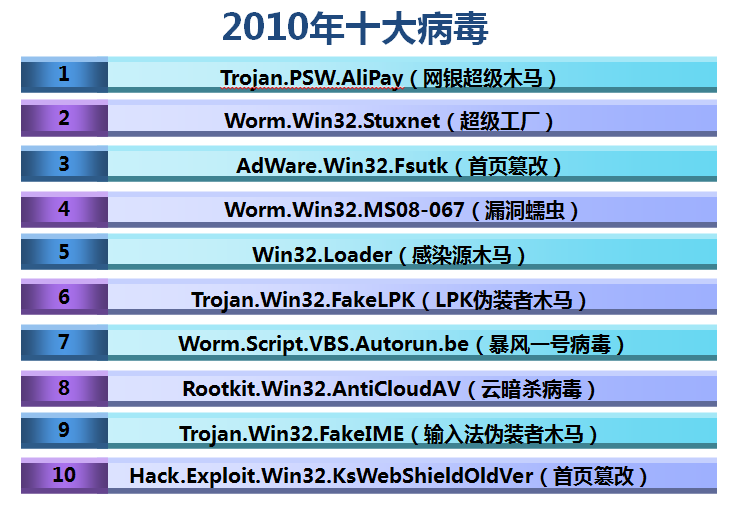 2010年十大病毒
1 Trojan.PSW.AliPay（网银超级木马）
2 Worm.Win32.Stuxnet（超级工厂）
3 AdWare.Win32.Fsutk（首页篡改）
4 Worm.Win32.MS08-067（漏洞蠕虫）
5 Win32.Loader（感染源木马）
6 Trojan.Win32.FakeLPK（LPK伪装者木马）
7 Worm.Script.VBS.Autorun.be（暴风一号病毒）
8 Rootkit.Win32.AntiCloudAV（云暗杀病毒）
9 Trojan.Win32.FakeIME（输入法伪装者木马）
10 Hack.Exploit.Win32.KsWebShieldOldVer（首页篡改）